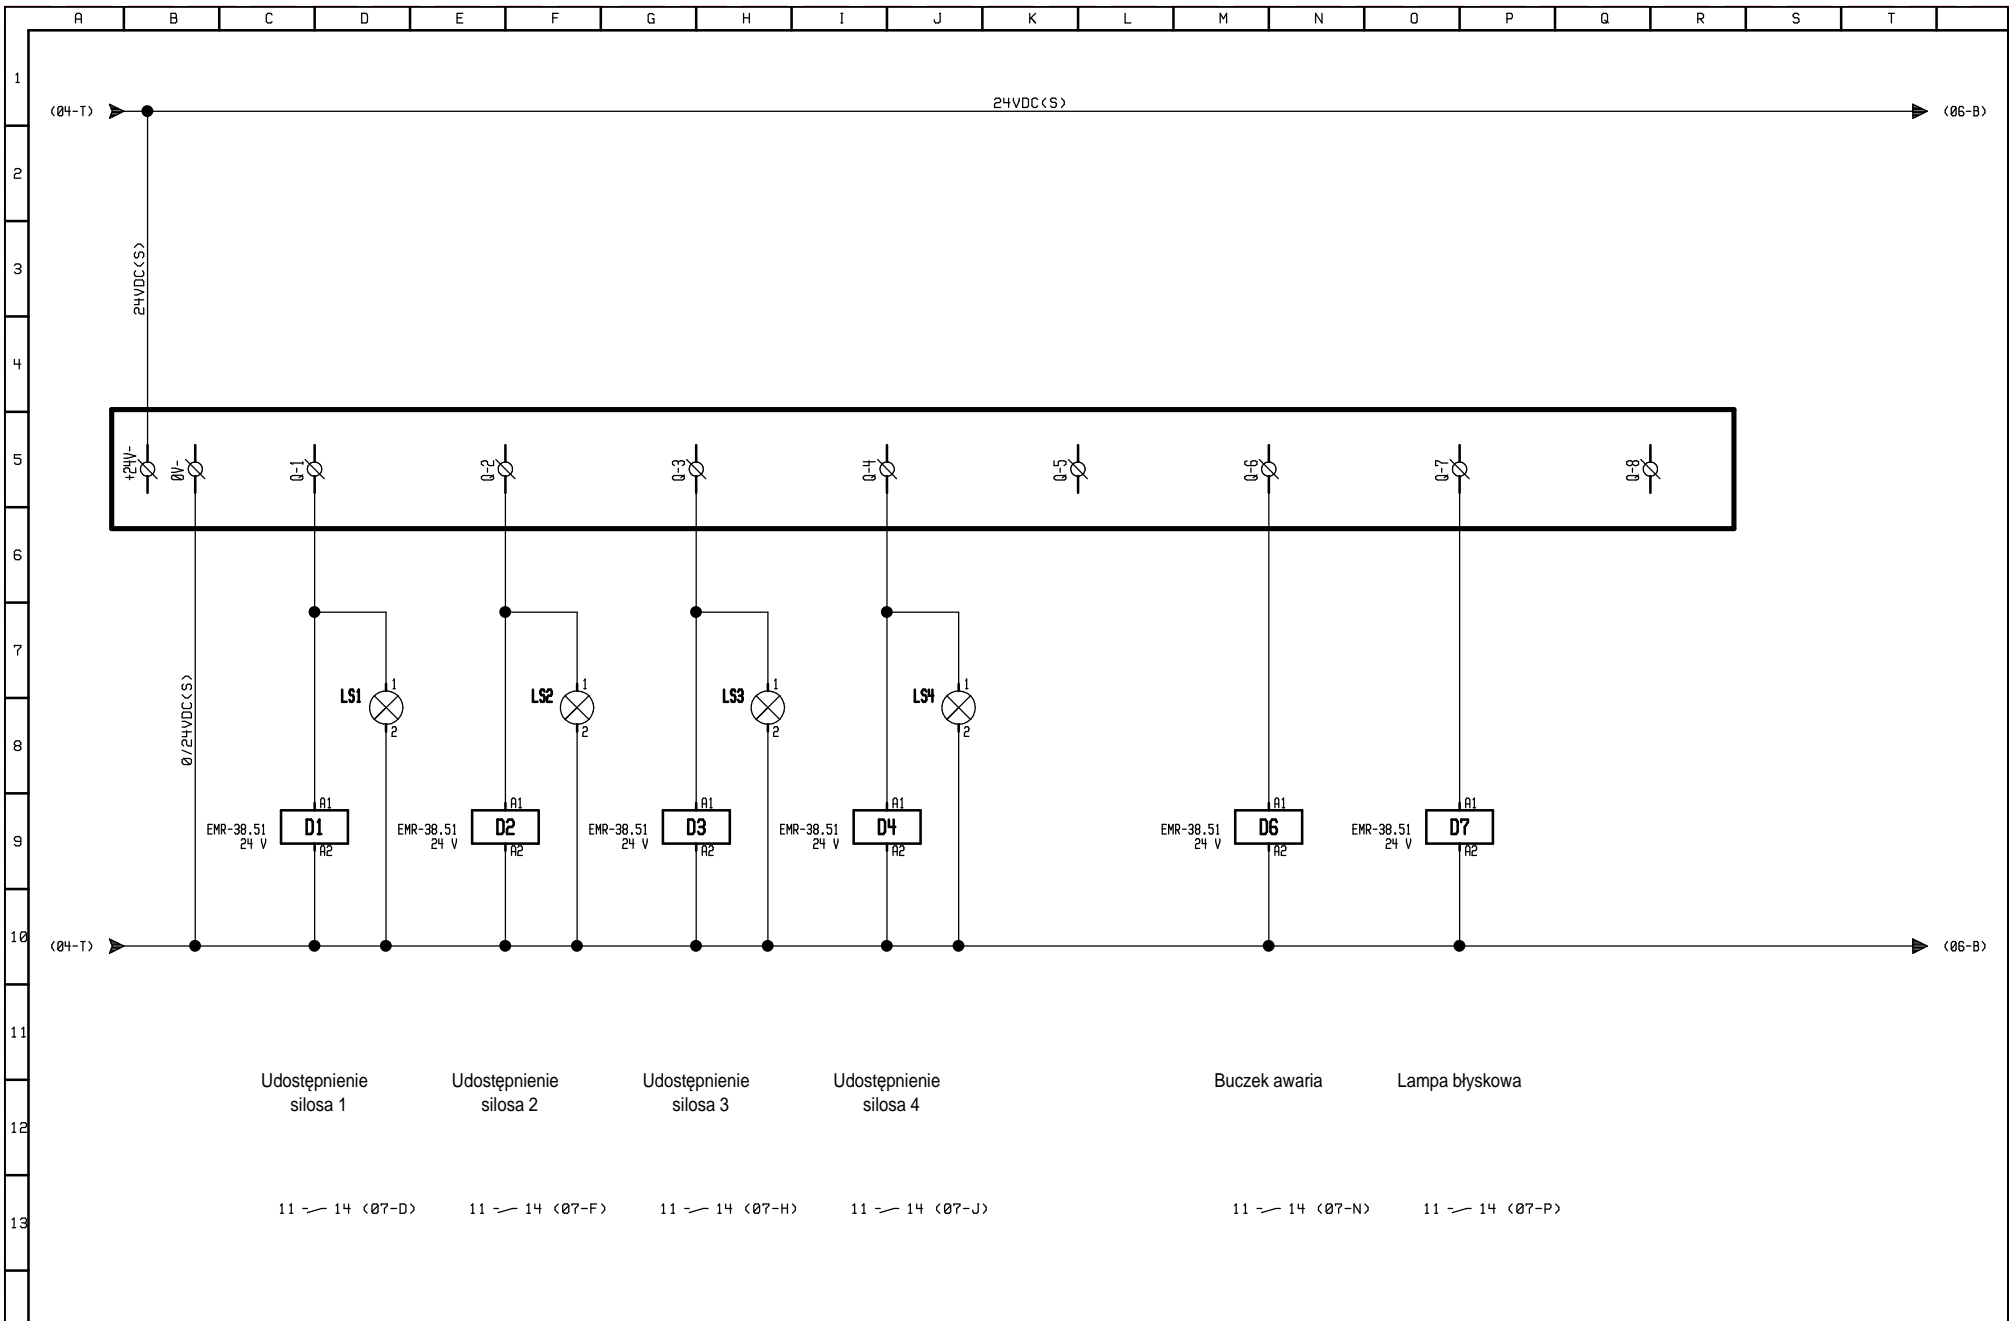 A B C D E F G H I J K L M N O P Q R S T
1
(04-T) 24VDC(S) (06-B)
2
24VDC(S)
3
4
5
+24V- 0V- Q-1 Q-2 Q-3 Q-4 Q-5 Q-6 Q-7 Q-8
6
7
1 1 1 1
LS1 LS2 LS3 LS4
2 2 2 2
0/24VDC(S)
8
A1 A1 A1 A1 A1 A1
EMR-38.51 D1 EMR-38.51 D2 EMR-38.51 D3 EMR-38.51 D4 EMR-38.51 D6 EMR-38.51 D7
24 V 24 V 24 V 24 V 24 V 24 V
9
A2 A2 A2 A2 A2 A2
10
(04-T) (06-B)
11
Udostępnienie Udostępnienie Udostępnienie Udostępnienie Buczek awaria Lampa błyskowa
silosa 1 silosa 2 silosa 3 silosa 4
12
11 14 (07-D) 11 14 (07-F) 11 14 (07-H) 11 14 (07-J) 11 14 (07-N) 11 14 (07-P)
13